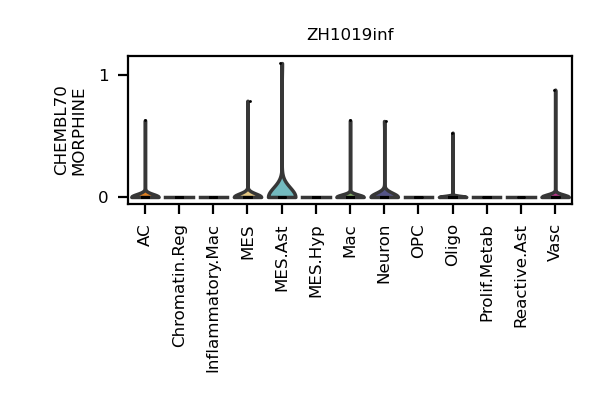 ZH1019inf
CHEMBL70
MORPHINE
1
0
AC
Chromatin.Reg
Inflammatory.Mac
MES
MES.Ast
MES.Hyp
Mac
Neuron
OPC
Oligo
Prolif.Metab
Reactive.Ast
Vasc